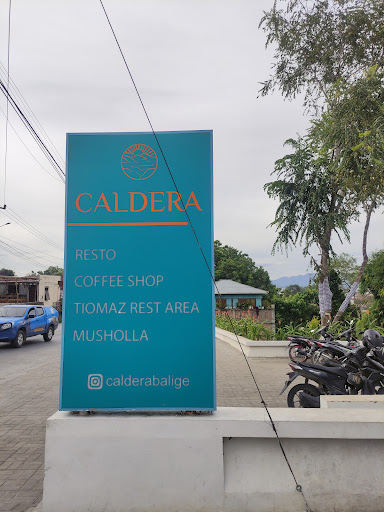 CALDERA
RESTO
COFFEE SHOP
TIOMAZ REST AREA
MUSHOLLA
calderabalige